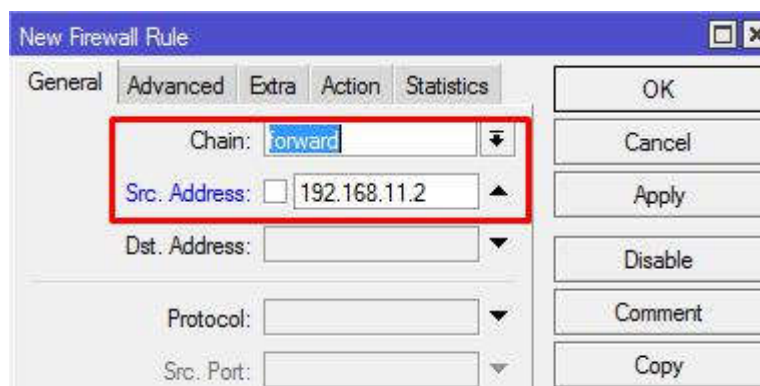 New Firewall Rule
General Advanced Extra Action Statistics
Chain: forward
Src. Address: 192.168.11.2
Dst. Address:
Protocol:
Src. Port:
OK
Cancel
Apply
Disable
Comment
Copy